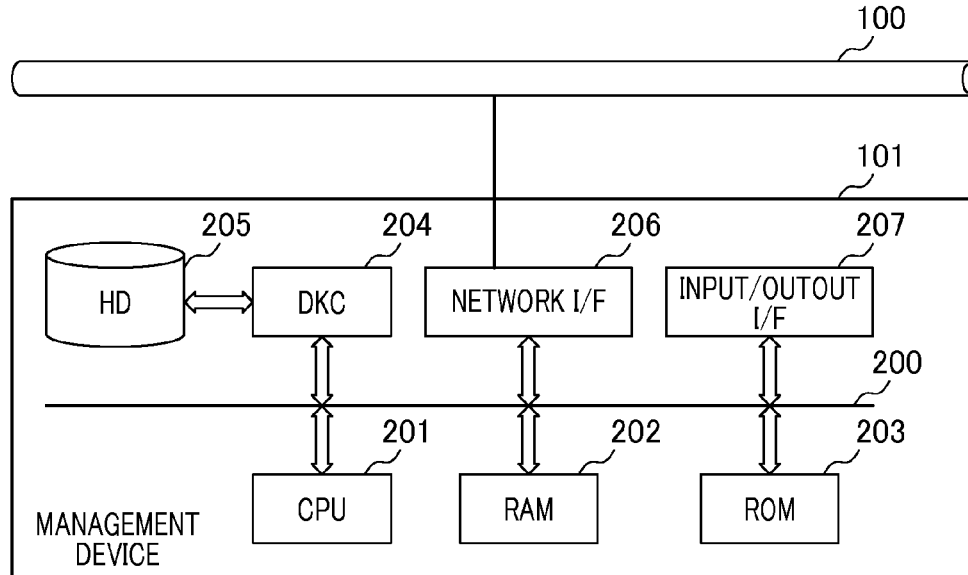 100
101
205
204
206
207
HD
DKC
NETWORK I/F
INPUT/OUTOUT
I/F
200
201
202
203
CPU
RAM
ROM
MANAGEMENT
DEVICE